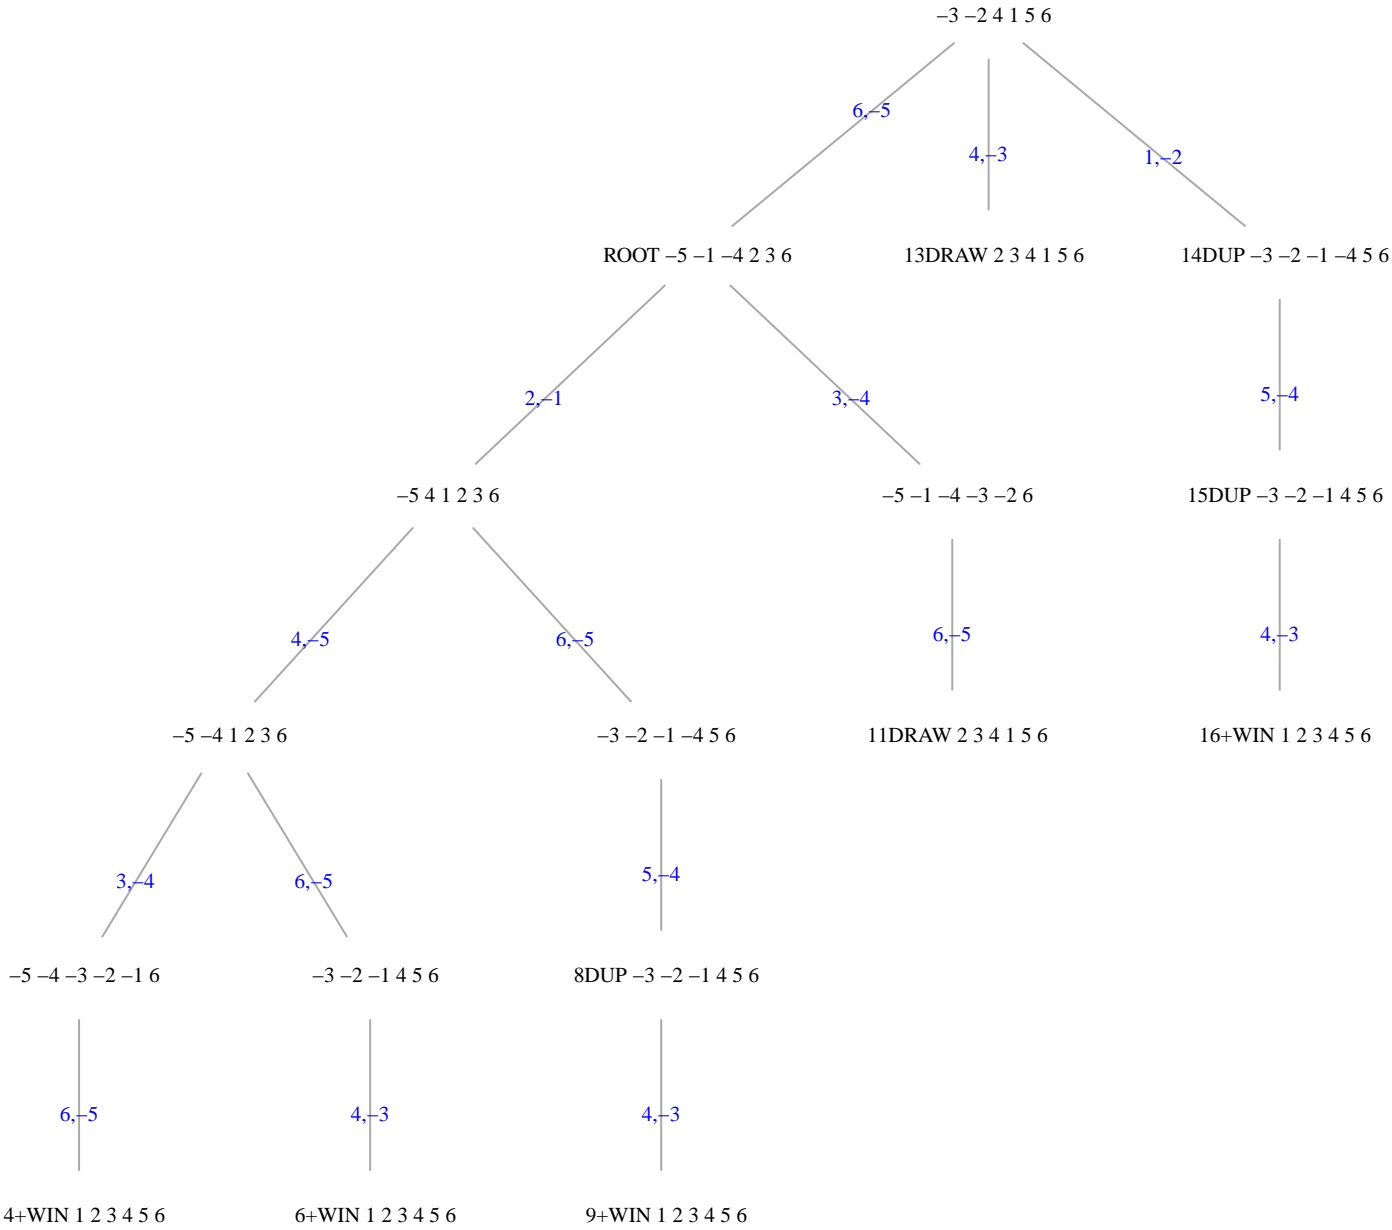 –3 –2 4 1 5 6
6,–5
4,–3
1,–2
ROOT –5 –1 –4 2 3 6
13DRAW 2 3 4 1 5 6
14DUP –3 –2 –1 –4 5 6
2,–1
3,–4
5,–4
–5 4 1 2 3 6
–5 –1 –4 –3 –2 6
15DUP –3 –2 –1 4 5 6
4,–5
6,–5
6,–5
4,–3
–5 –4 1 2 3 6
–3 –2 –1 –4 5 6
11DRAW 2 3 4 1 5 6
16+WIN 1 2 3 4 5 6
3,–4
6,–5
5,–4
–5 –4 –3 –2 –1 6
–3 –2 –1 4 5 6
8DUP –3 –2 –1 4 5 6
6,–5
4,–3
4,–3
4+WIN 1 2 3 4 5 6
6+WIN 1 2 3 4 5 6
9+WIN 1 2 3 4 5 6